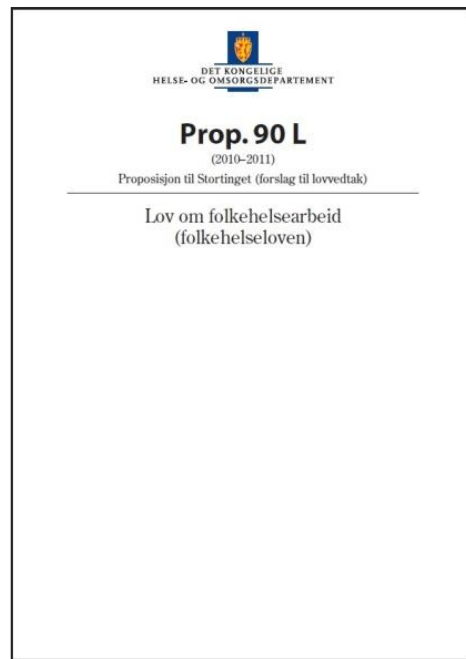 DET KONGELIGE
HELSE- OG OMSORGSDEPARTEMENT
Prop. 90 L
(2010–2011)
Proposisjon til Stortinget (forslag til lovvedtak)
Lov om folkehelsearbeid
(folkehelseloven)